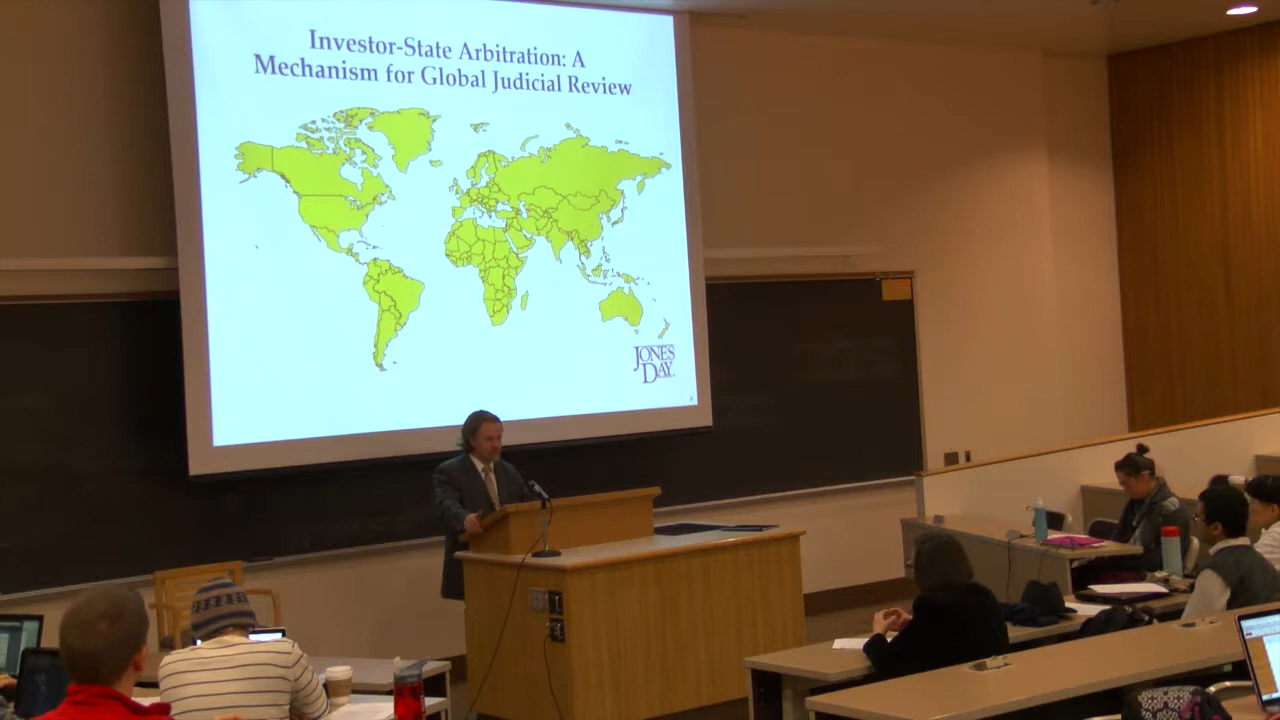 Investor-State Arbitration: A
Mechanism for Global Judicial Review
JONES
DAY